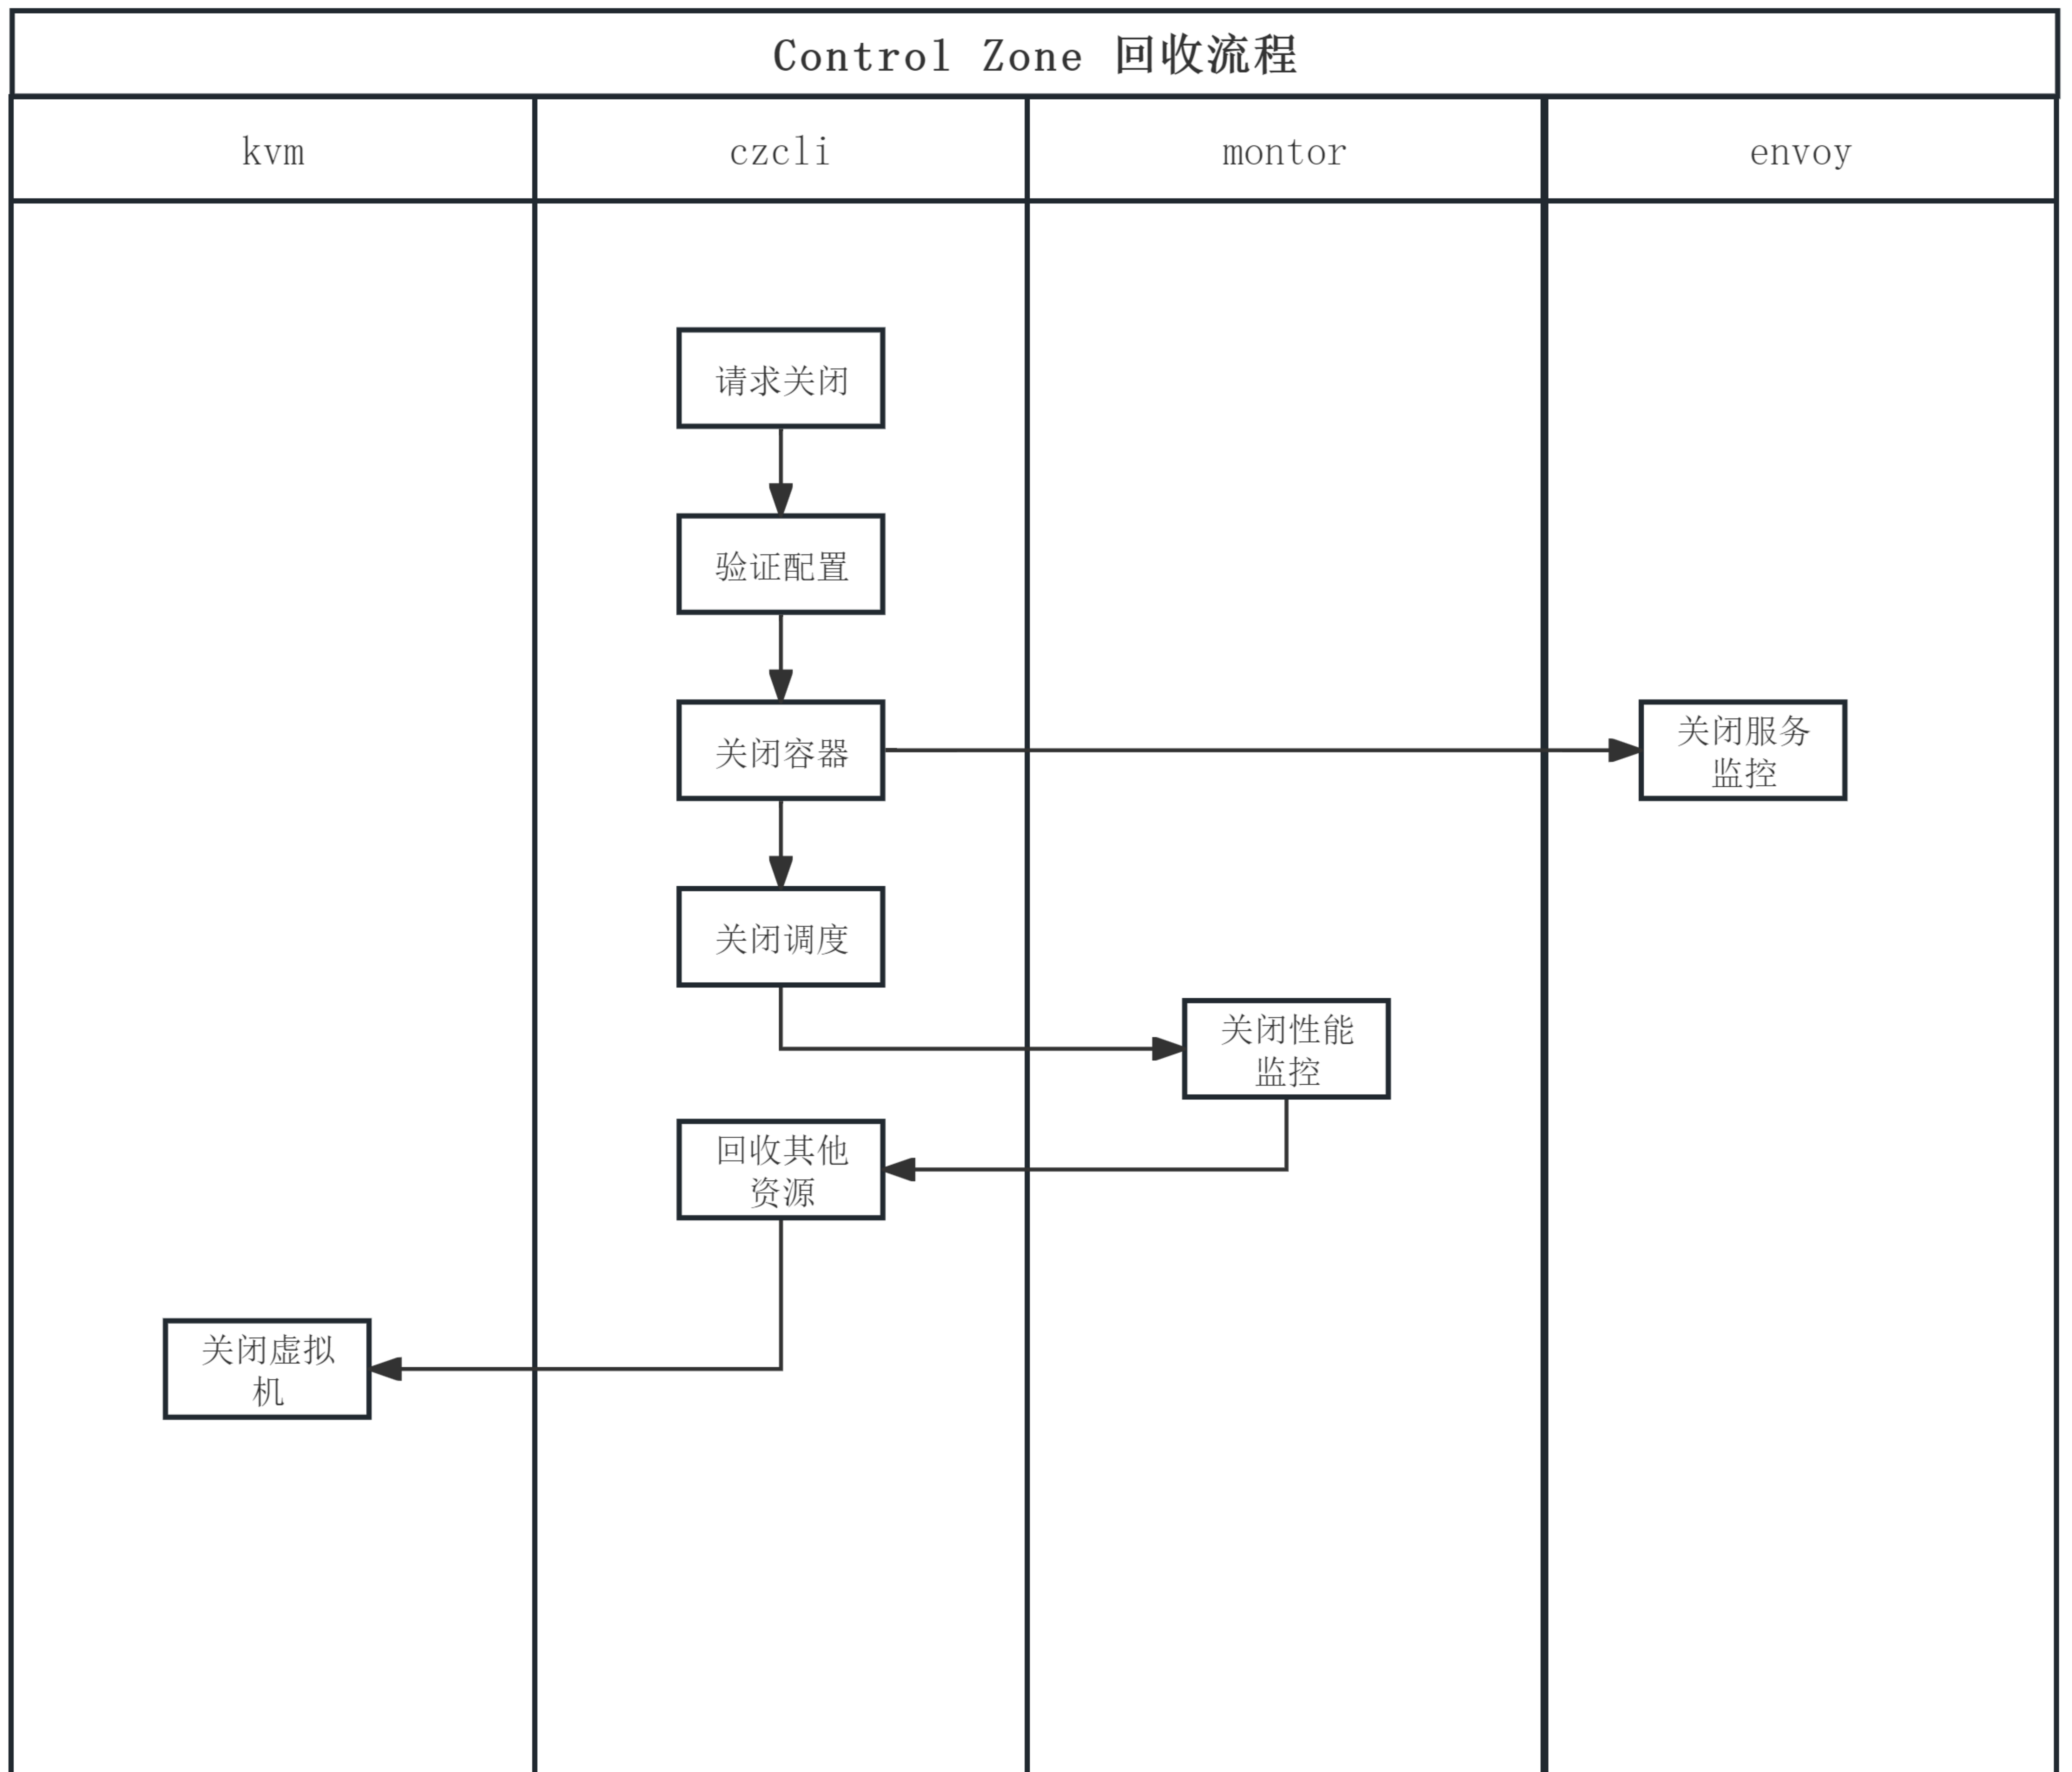 Control Zone 回收流程
kvm
czcli
montor
envoy
请求关闭
验证配置
关闭容器
关闭服务
监控
关闭调度
关闭性能
监控
回收其他
资源
关闭虚拟
机